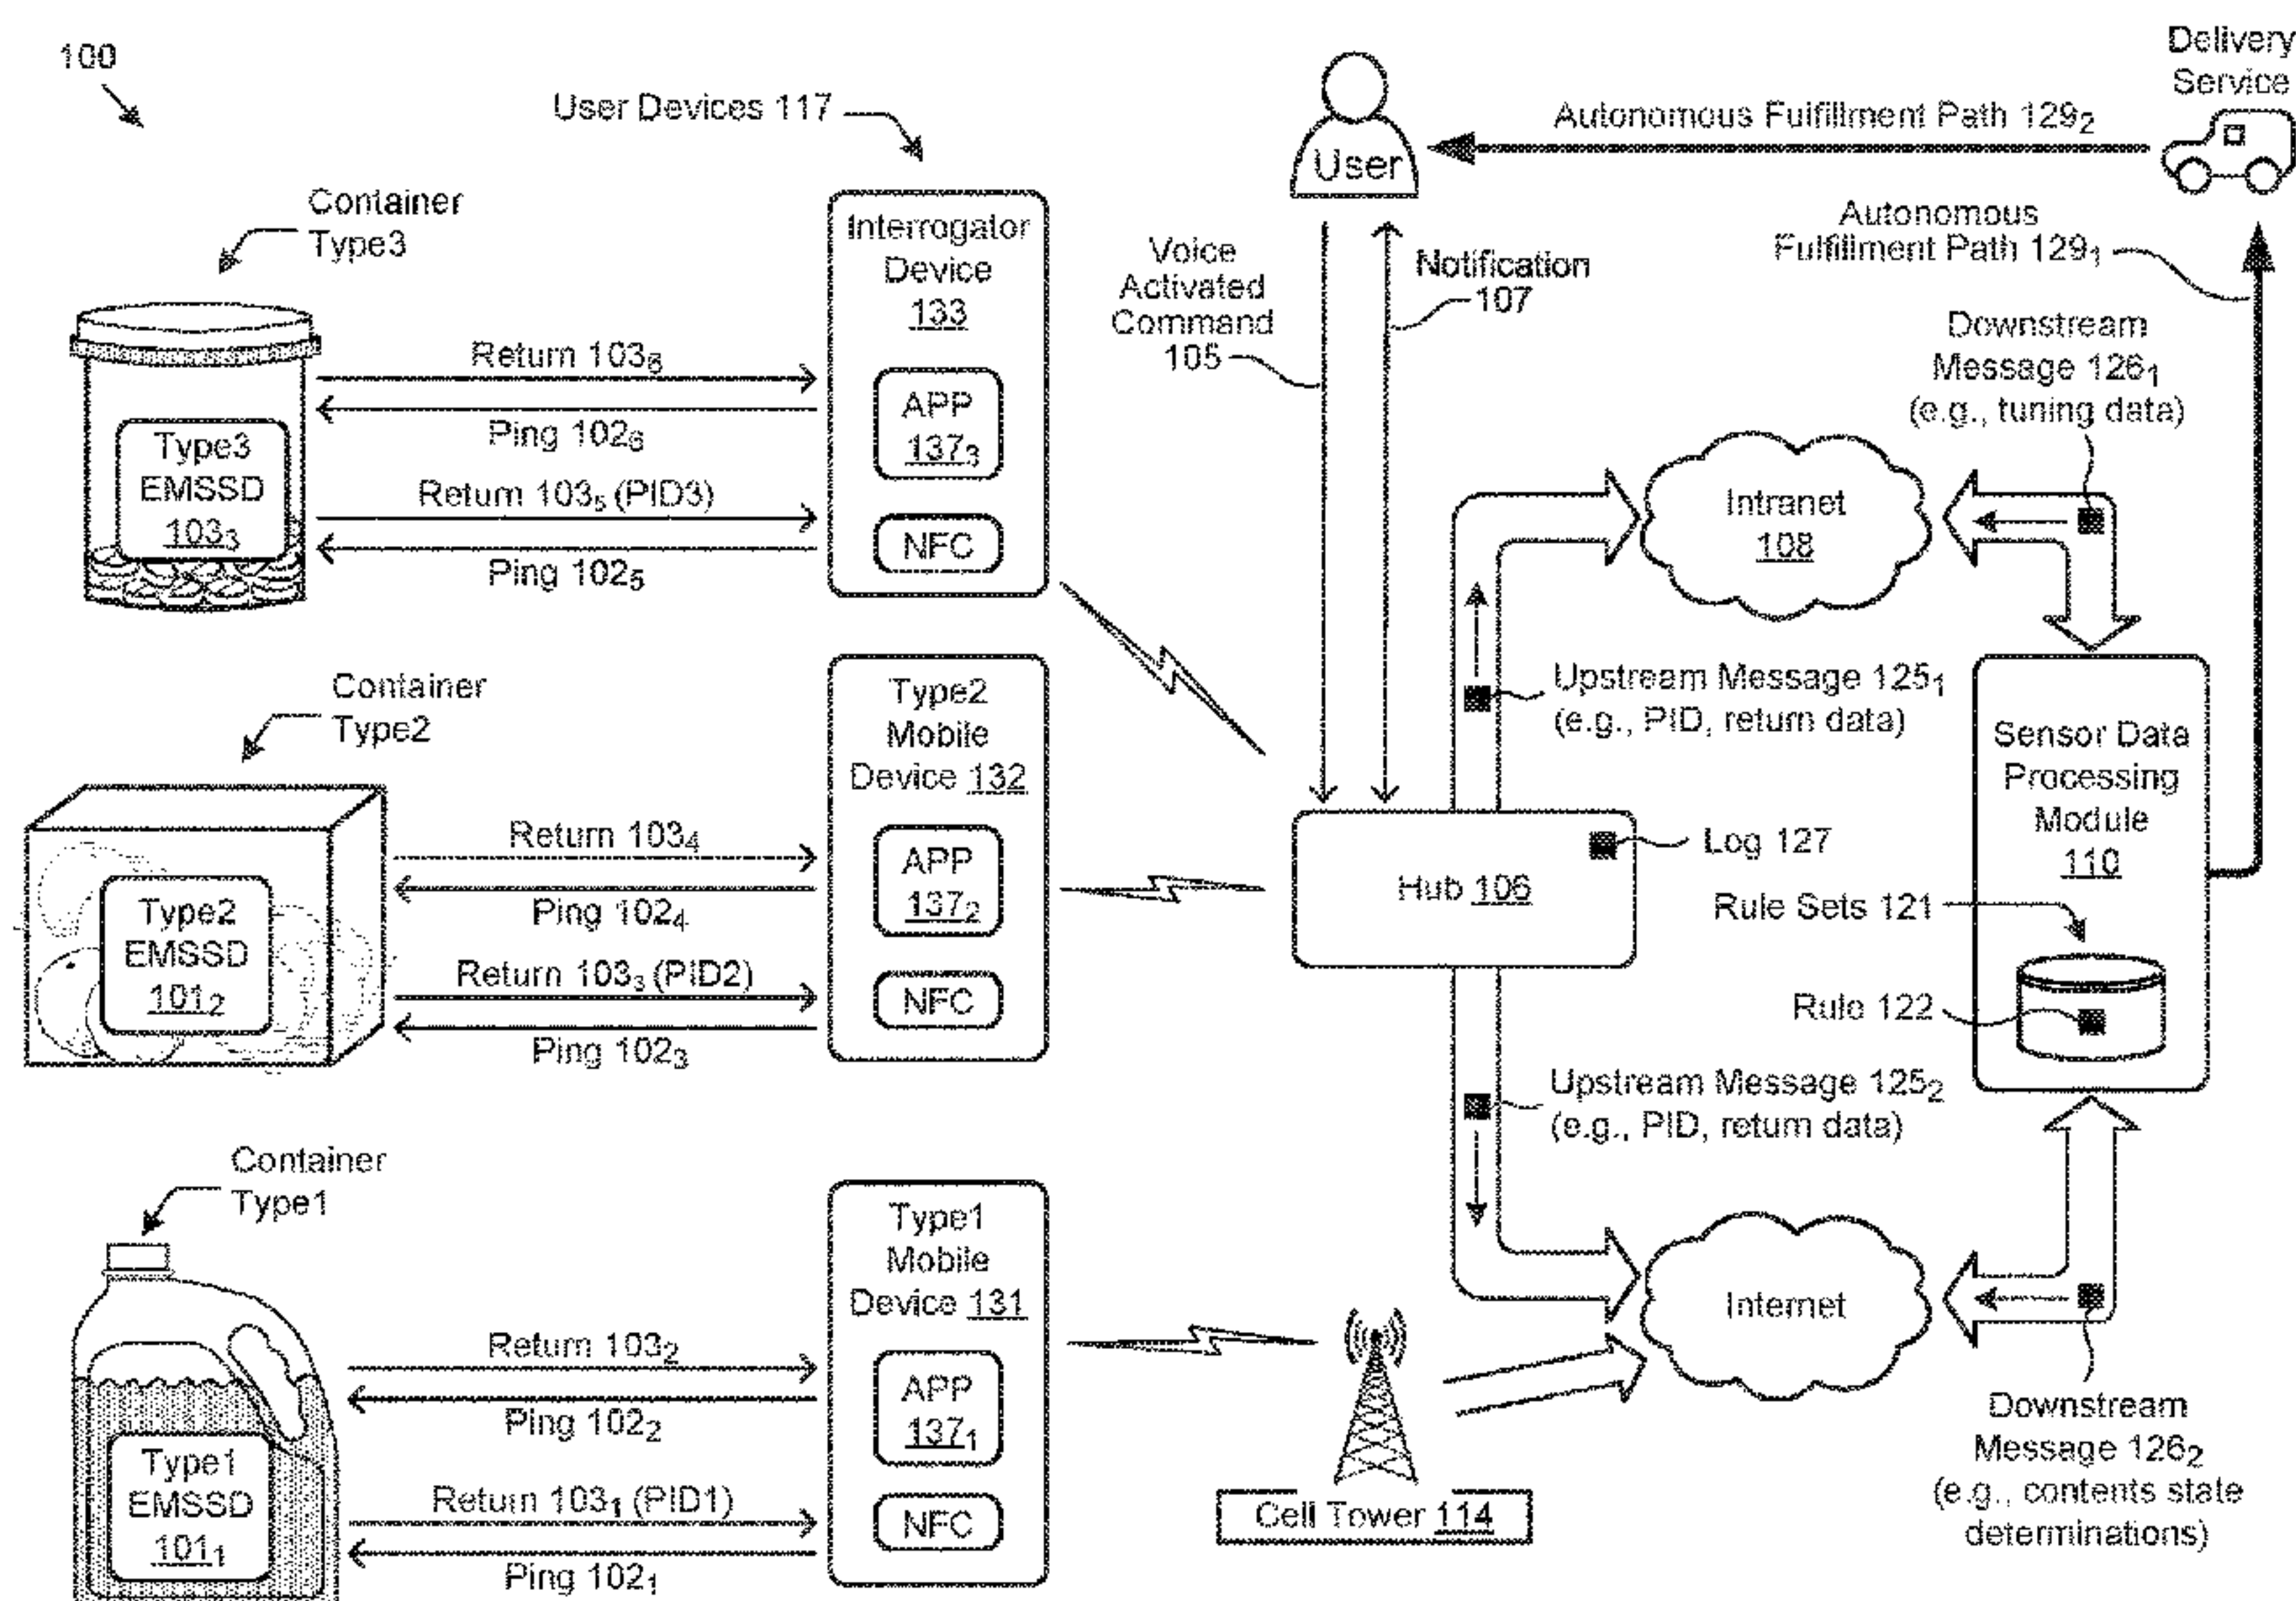 100
User Devices 117
Delivery
Service
Autonomous Fulfillment Path 129₂
User
Container
Type3
Interrogator
Device
133
APP
137₃
NFC
Return 103₆
Ping 102₆
Return 103₅ (PID3)
Ping 102₅
Type3
EMSSD
103₃
Voice
Activated
Command
105
Notification
107
Autonomous
Fulfillment Path 129₁
Downstream
Message 126₁
(e.g., tuning data)
Intranet
108
Upstream Message 125₁
(e.g., PID, return data)
Container
Type2
Type2
Mobile
Device 132
APP
137₂
NFC
Return 103₄
Ping 102₄
Return 103₃ (PID2)
Ping 102₃
Type2
EMSSD
101₂
Hub 106
Log 127
Sensor Data
Processing
Module
110
Rule Sets 121
Rule 122
Upstream Message 125₂
(e.g., PID, return data)
Container
Type1
Type1
Mobile
Device 131
APP
137₁
NFC
Return 103₂
Ping 102₂
Return 103₁ (PID1)
Ping 102₁
Type1
EMSSD
101₁
Cell Tower 114
Internet
Downstream
Message 126₂
(e.g., contents state
determinations)